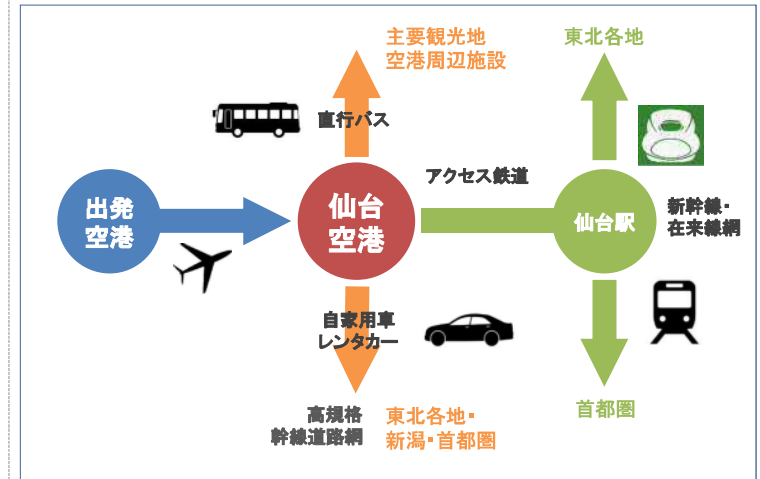 主要観光地
空港周辺施設
東北各地
直行バス
アクセス鉄道
出発
空港
仙台
空港
仙台駅
新幹線・
在来線網
自家用車
レンタカー
高規格
幹線道路網
東北各地・
新潟・首都圏
首都圏